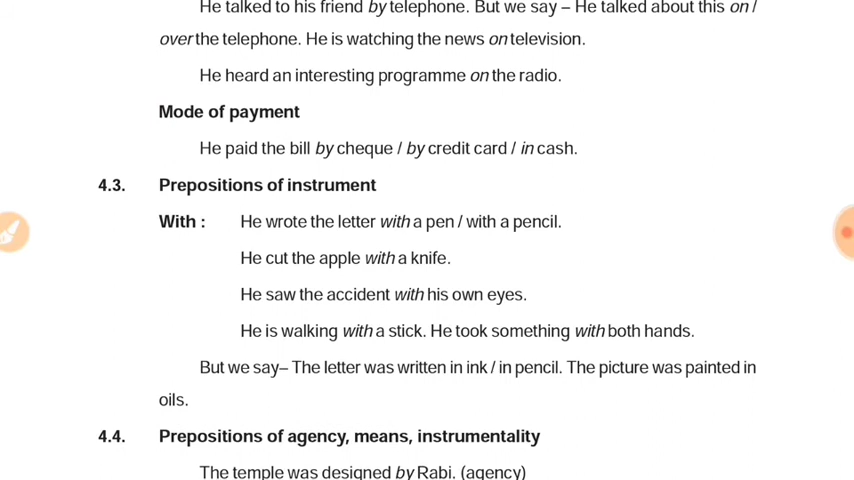 He talked to his friend by telephone. But we say – He talked about this on /
over the telephone. He is watching the news on television.
He heard an interesting programme on the radio.
Mode of payment
He paid the bill by cheque / by credit card / in cash.
4.3. Prepositions of instrument
With : He wrote the letter with a pen / with a pencil.
He cut the apple with a knife.
He saw the accident with his own eyes.
He is walking with a stick. He took something with both hands.
But we say– The letter was written in ink / in pencil. The picture was painted in
oils.
4.4. Prepositions of agency, means, instrumentality
The temple was designed by Rabi. (agency)